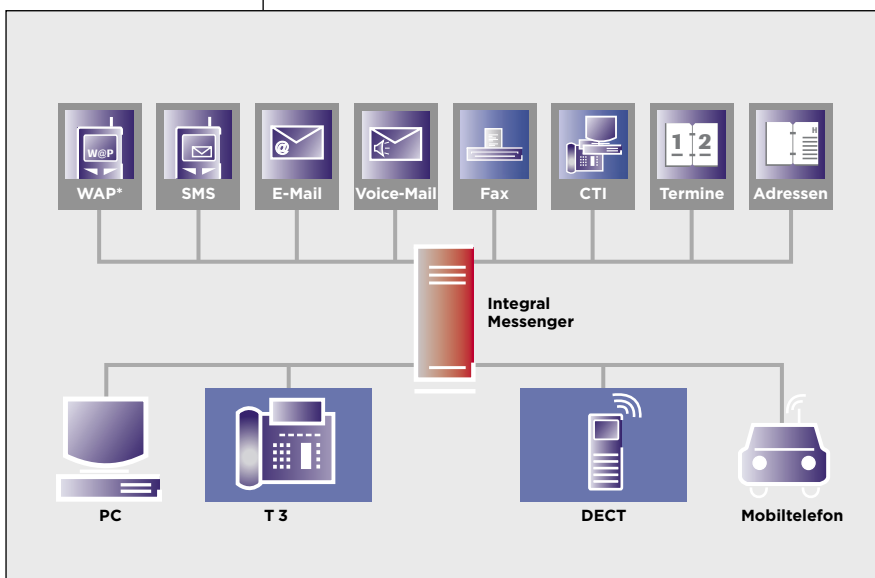 W@P
@
1 2
H
WAP*
SMS
E-Mail
Voice-Mail
Fax
CTI
Termine
Adressen
Integral
Messenger
PC
T 3
DECT
Mobiltelefon